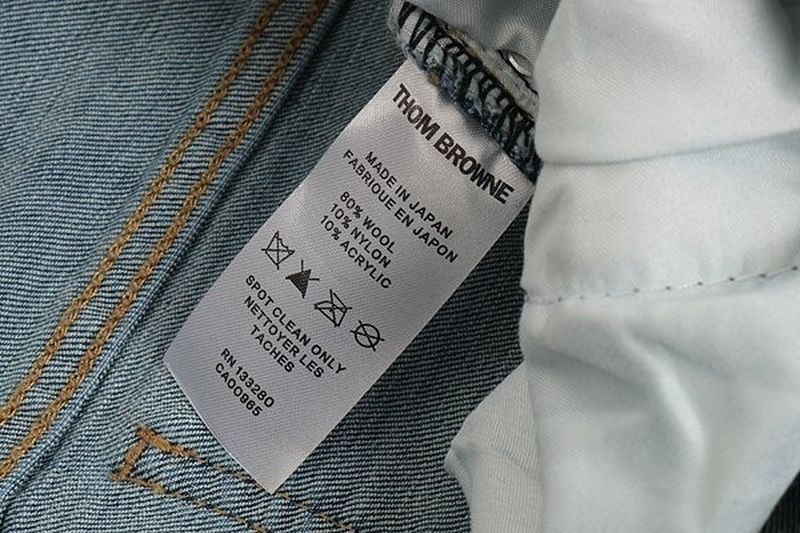 THOM BROWNE
MADE IN JAPAN
FABRIQUE EN JAPON
80% WOOL
10% NYLON
10% ACRYLIC
SPOT CLEAN ONLY
NETTOYER LES
TACHES
RN 133280
CA00965